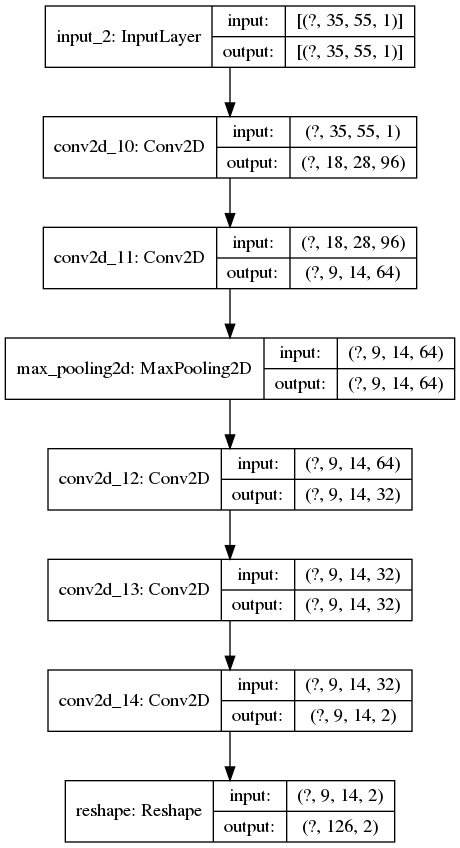 input_2: InputLayer
input: [(?, 35, 55, 1)]
output: [(?, 35, 55, 1)]
conv2d_10: Conv2D
input: (?, 35, 55, 1)
output: (?, 18, 28, 96)
conv2d_11: Conv2D
input: (?, 18, 28, 96)
output: (?, 9, 14, 64)
max_pooling2d: MaxPooling2D
input: (?, 9, 14, 64)
output: (?, 9, 14, 64)
conv2d_12: Conv2D
input: (?, 9, 14, 64)
output: (?, 9, 14, 32)
conv2d_13: Conv2D
input: (?, 9, 14, 32)
output: (?, 9, 14, 32)
conv2d_14: Conv2D
input: (?, 9, 14, 32)
output: (?, 9, 14, 2)
reshape: Reshape
input: (?, 9, 14, 2)
output: (?, 126, 2)